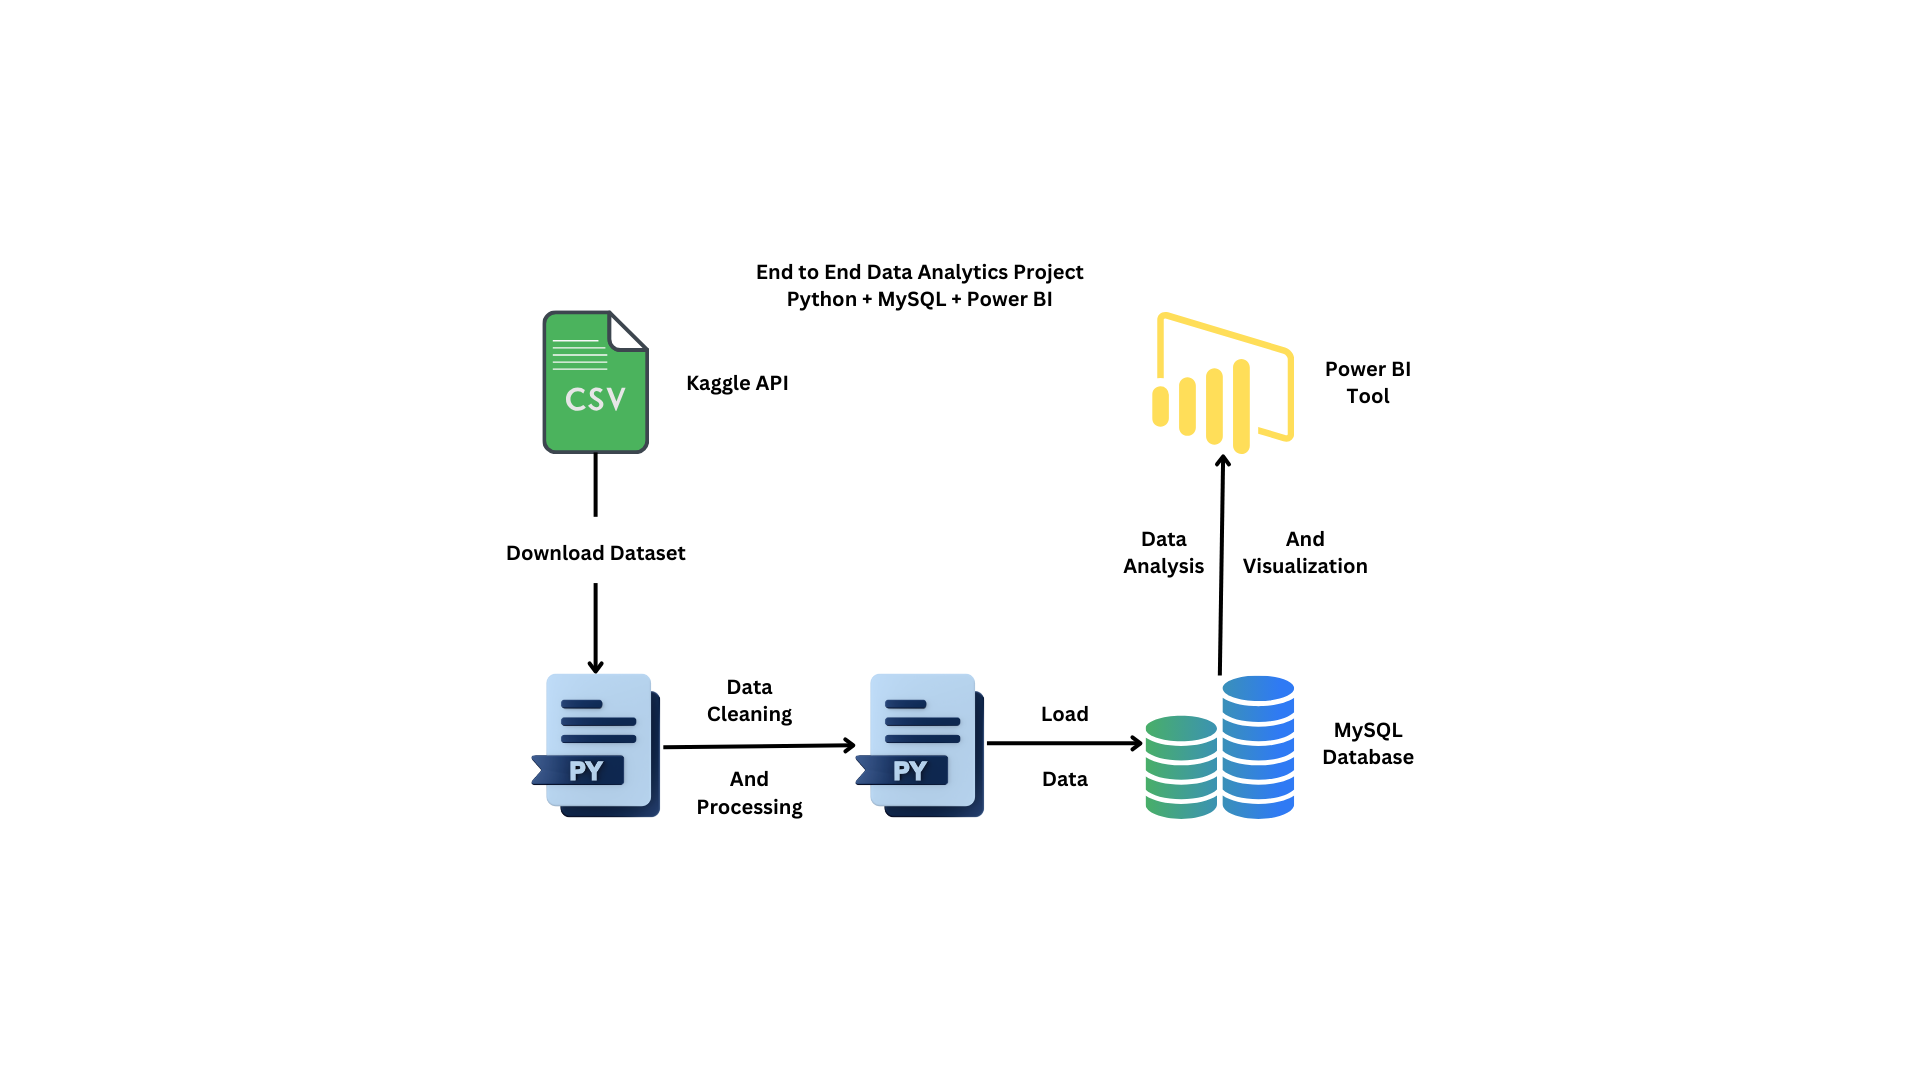 End to End Data Analytics Project
Python + MySQL + Power BI
CSV
Kaggle API
Power BI
Tool
Download Dataset
Data
Analysis
And
Visualization
PY
Data
Cleaning
And
Processing
PY
Load
Data
MySQL
Database